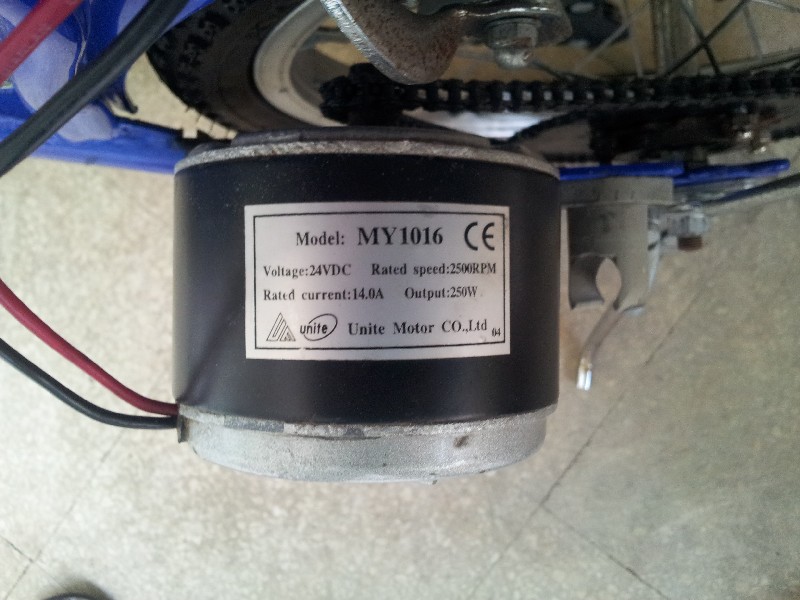 Model: MY1016 CE
Voltage:24VDC Rated speed:2500RPM
Rated current:14.0A Output:250W
unite Unite Motor CO.,Ltd 04